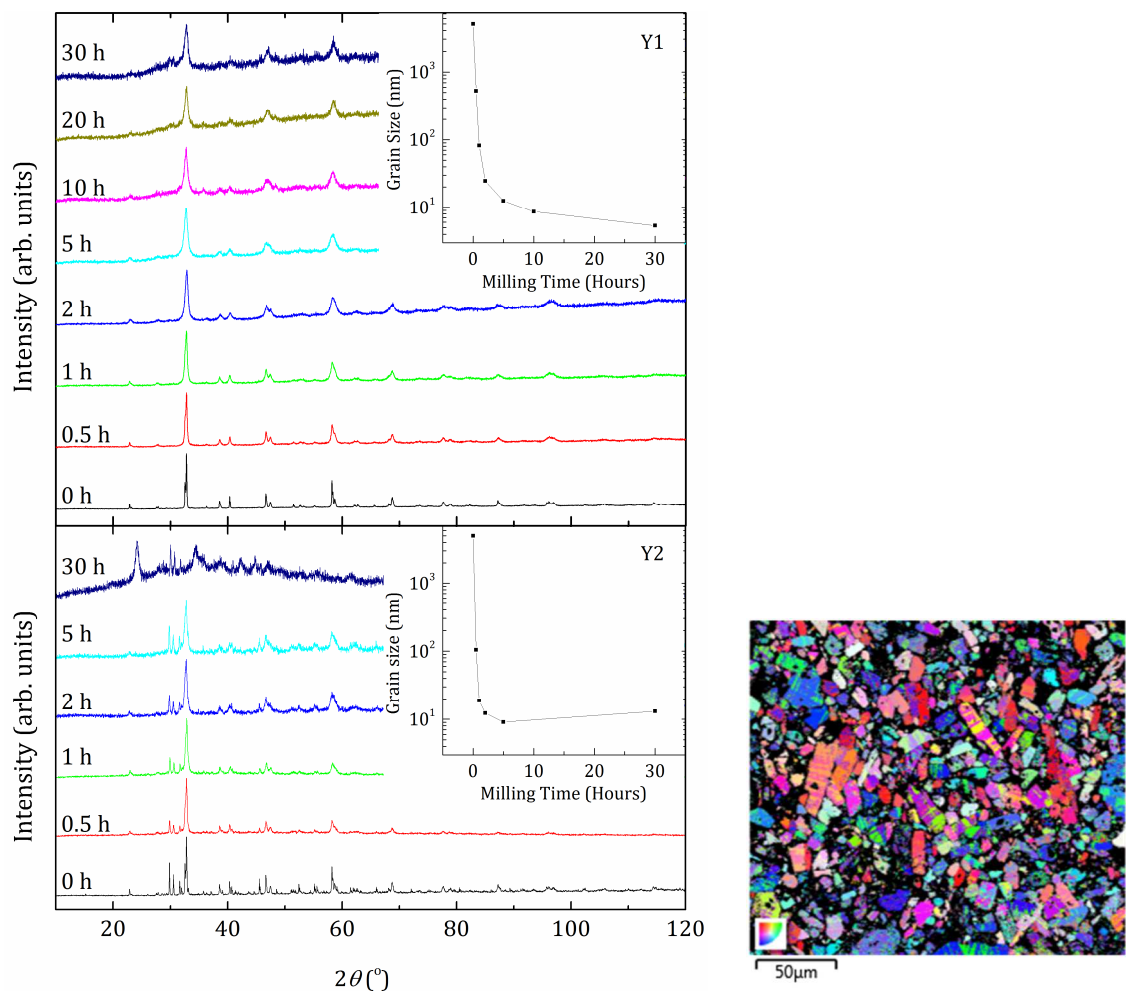 Intensity (arb. units)
30 h
20 h
10 h
5 h
2 h
1 h
0.5 h
0 h
Y1
Grain Size (nm)
10³
10²
10¹
0 10 20 30
Milling Time (Hours)
Intensity (arb. units)
30 h
5 h
2 h
1 h
0.5 h
0 h
Y2
Grain size (nm)
10³
10²
10¹
0 10 20 30
Milling Time (Hours)
20 40 60 80 100 120
2θ (°)
50μm